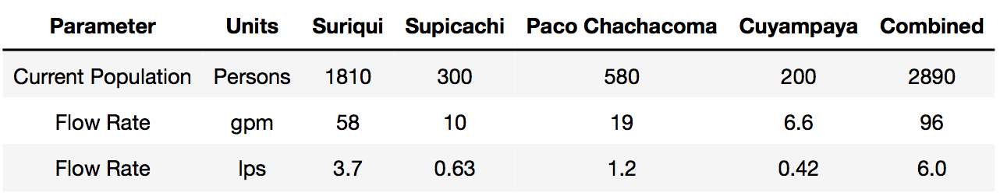 Parameter Units Suriqui Supicachi Paco Chachacoma Cuyampaya Combined
Current Population Persons 1810 300 580 200 2890
Flow Rate gpm 58 10 19 6.6 96
Flow Rate lps 3.7 0.63 1.2 0.42 6.0